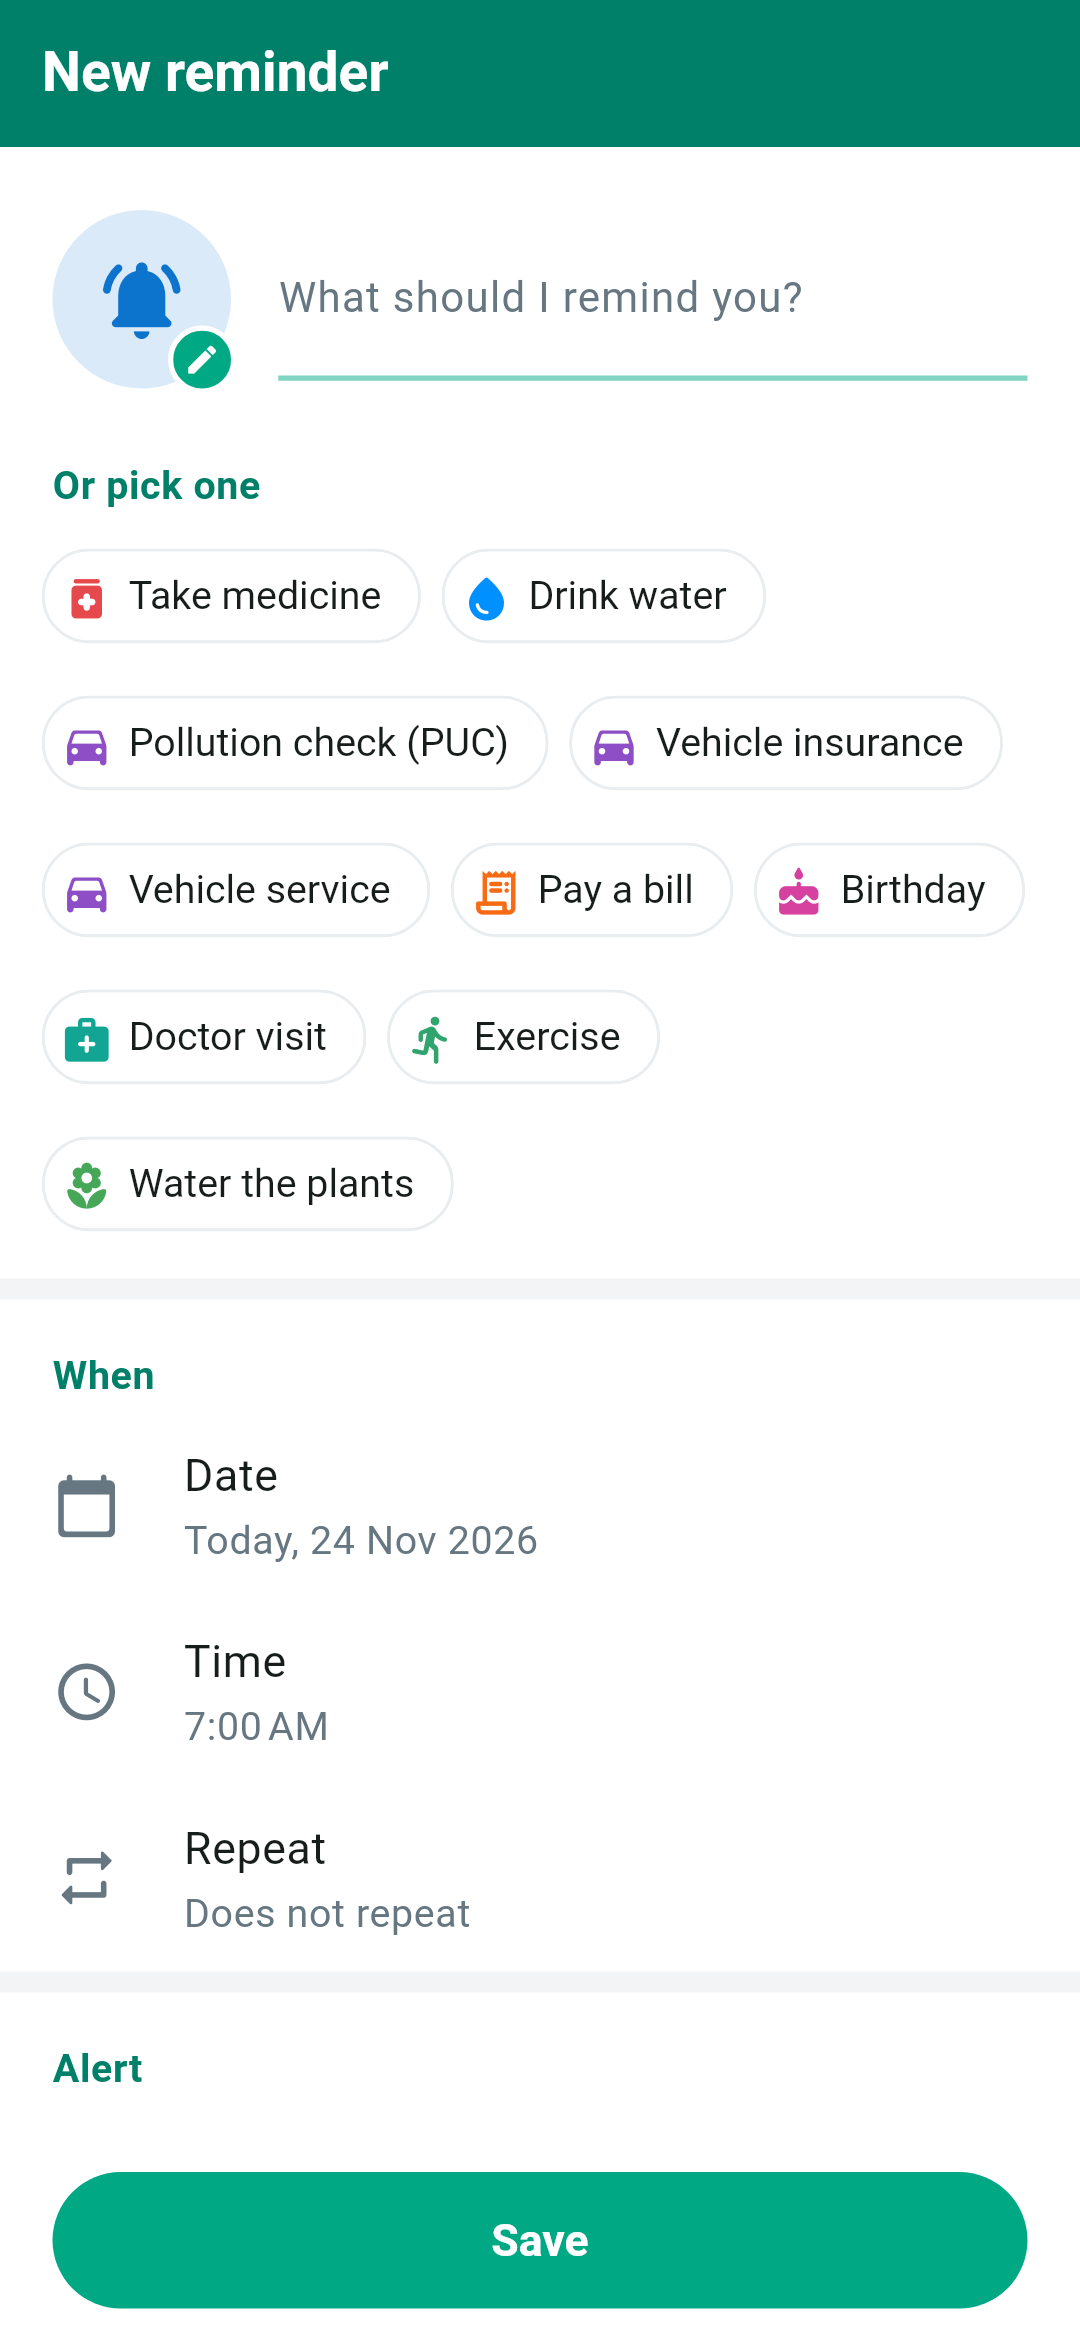 New reminder
What should I remind you?
Or pick one
Take medicine
Drink water
Pollution check (PUC)
Vehicle insurance
Vehicle service
Pay a bill
Birthday
Doctor visit
Exercise
Water the plants
When
Date
Today, 24 Nov 2026
Time
7:00 AM
Repeat
Does not repeat
Alert
Save